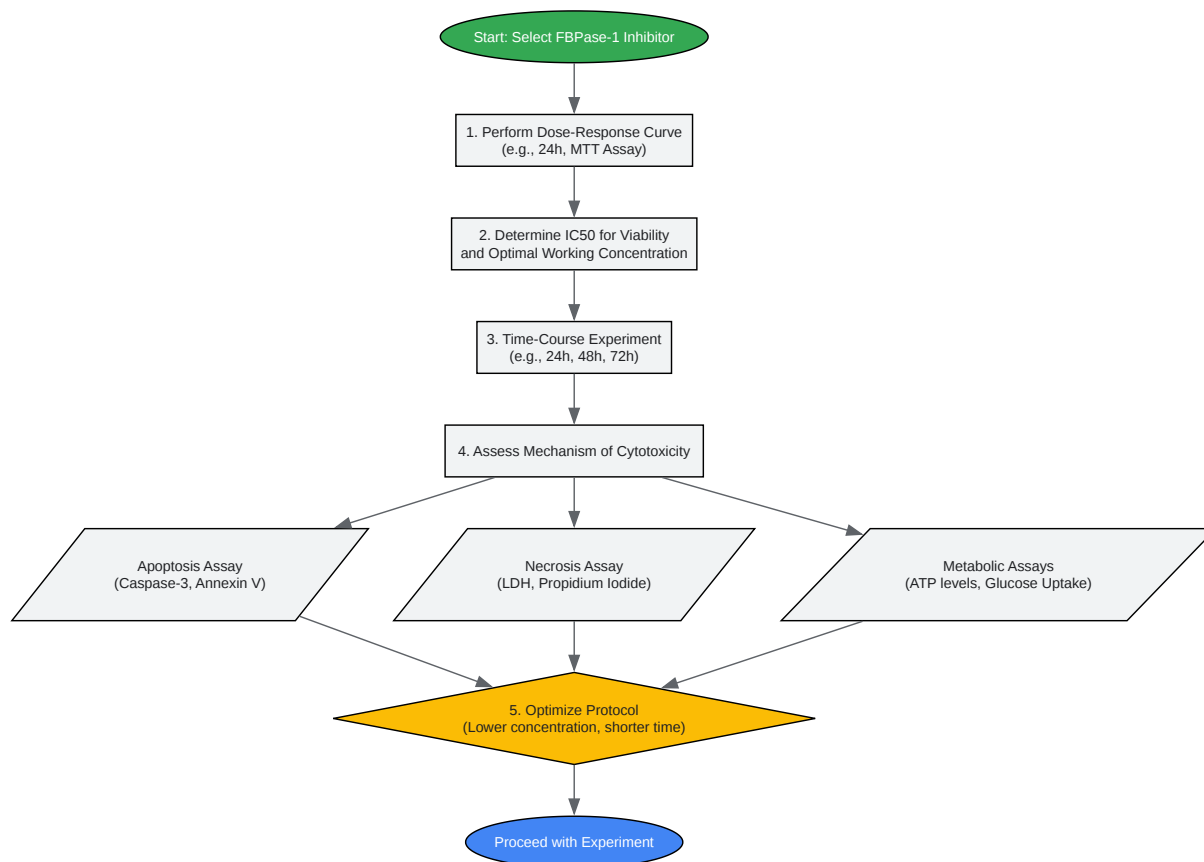 Start: Select FBPase-1 Inhibitor
1. Perform Dose-Response Curve
(e.g., 24h, MTT Assay)
2. Determine IC50 for Viability
and Optimal Working Concentration
3. Time-Course Experiment
(e.g., 24h, 48h, 72h)
4. Assess Mechanism of Cytotoxicity
Apoptosis Assay
(Caspase-3, Annexin V)
Necrosis Assay
(LDH, Propidium Iodide)
Metabolic Assays
(ATP levels, Glucose Uptake)
5. Optimize Protocol
(Lower concentration, shorter time)
Proceed with Experiment